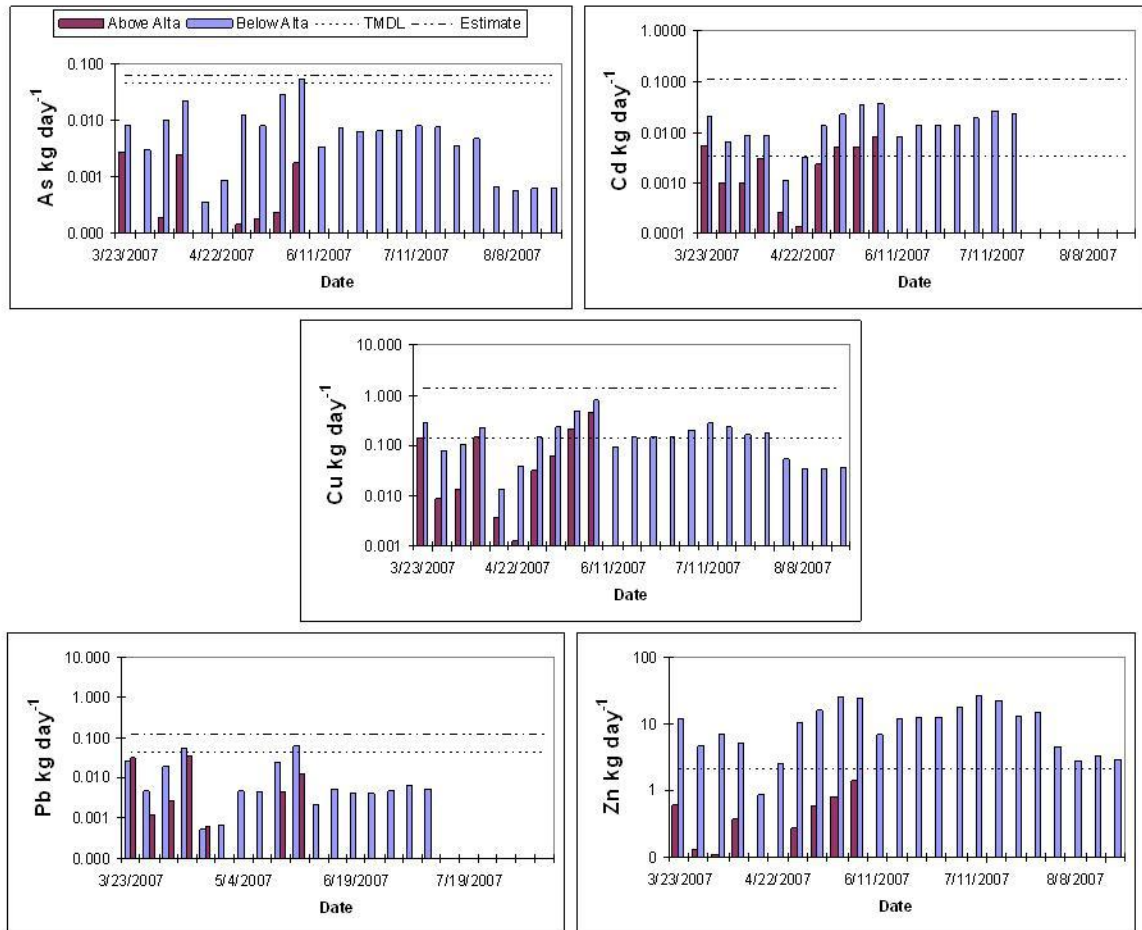 Above Alta Below Alta TMDL Estimate
As kg day-1
0.100
0.010
0.001
0.000
3/23/2007 4/22/2007 6/11/2007 7/11/2007 8/8/2007
Date
Cd kg day-1
1.0000
0.1000
0.0100
0.0010
0.0001
3/23/2007 4/22/2007 6/11/2007 7/11/2007 8/8/2007
Date
Cu kg day-1
10.000
1.000
0.100
0.010
0.001
3/23/2007 4/22/2007 6/11/2007 7/11/2007 8/8/2007
Date
Pb kg day-1
10.000
1.000
0.100
0.010
0.001
0.000
3/23/2007 5/4/2007 6/19/2007 7/19/2007
Date
Zn kg day-1
100
10
1
0
3/23/2007 4/22/2007 6/11/2007 7/11/2007 8/8/2007
Date